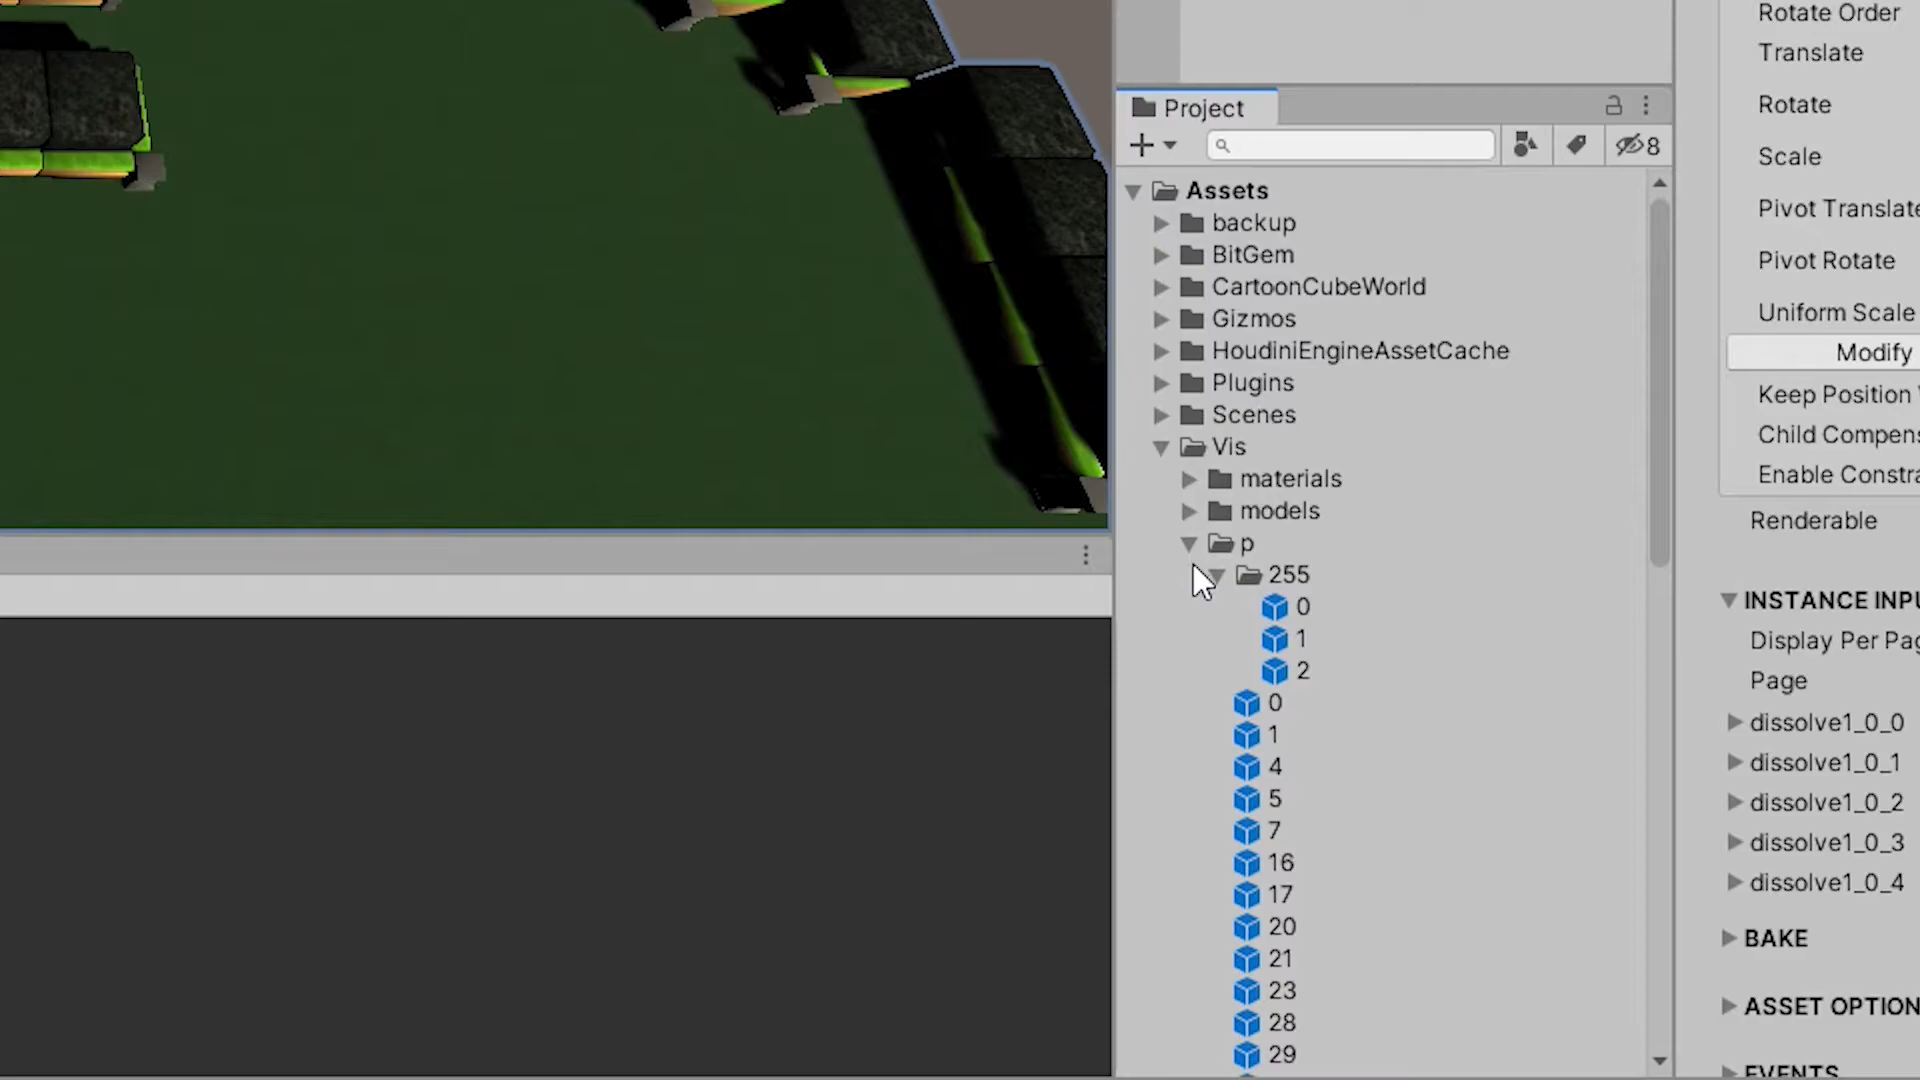 Project
8
Assets
backup
BitGem
CartoonCubeWorld
Gizmos
HoudiniEngineAssetCache
Plugins
Scenes
Vis
materials
models
p
255
0
1
2
0
1
4
5
7
16
17
20
21
23
28
29
Rotate Order
Translate
Rotate
Scale
Pivot Translate
Pivot Rotate
Uniform Scale
Modify
Keep Position
Child Compens
Enable Constra
Renderable
INSTANCE INPU
Display Per Pag
Page
dissolve1_0_0
dissolve1_0_1
dissolve1_0_2
dissolve1_0_3
dissolve1_0_4
BAKE
ASSET OPTION
EVENTS